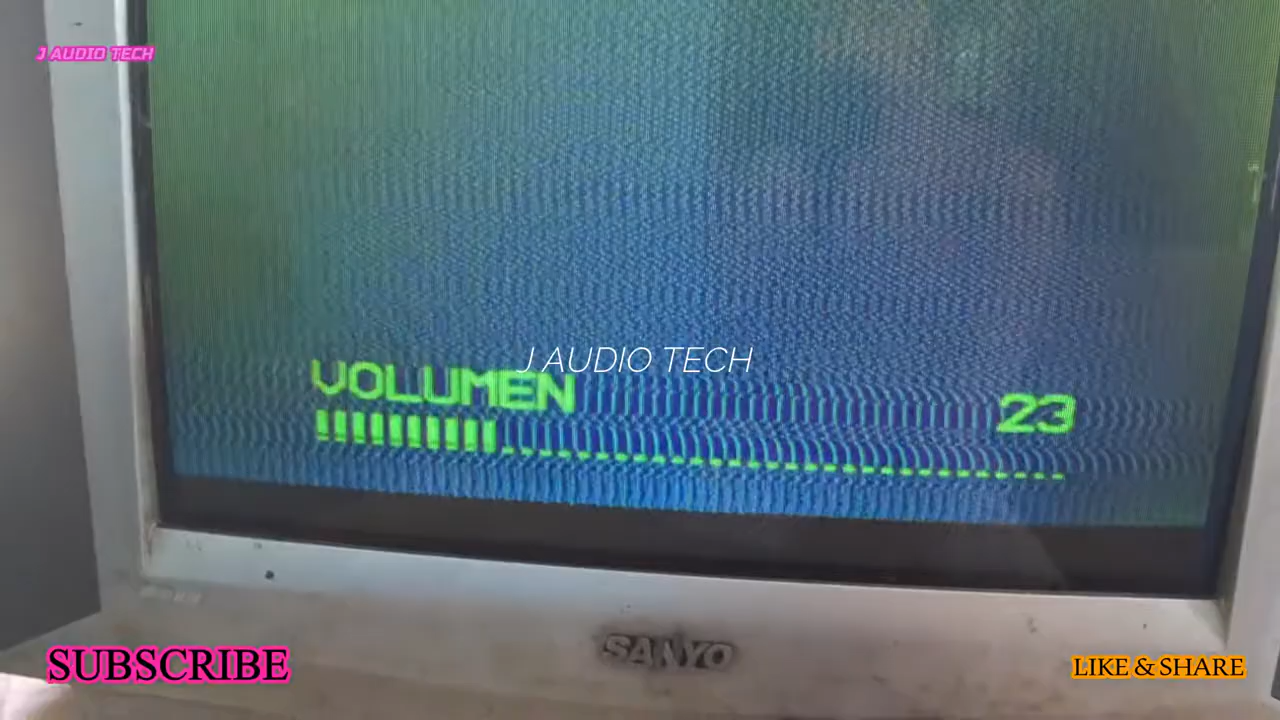 J AUDIO TECH
J AUDIO TECH
VOLUMEN 23
SANYO
SUBSCRIBE
LIKE & SHARE